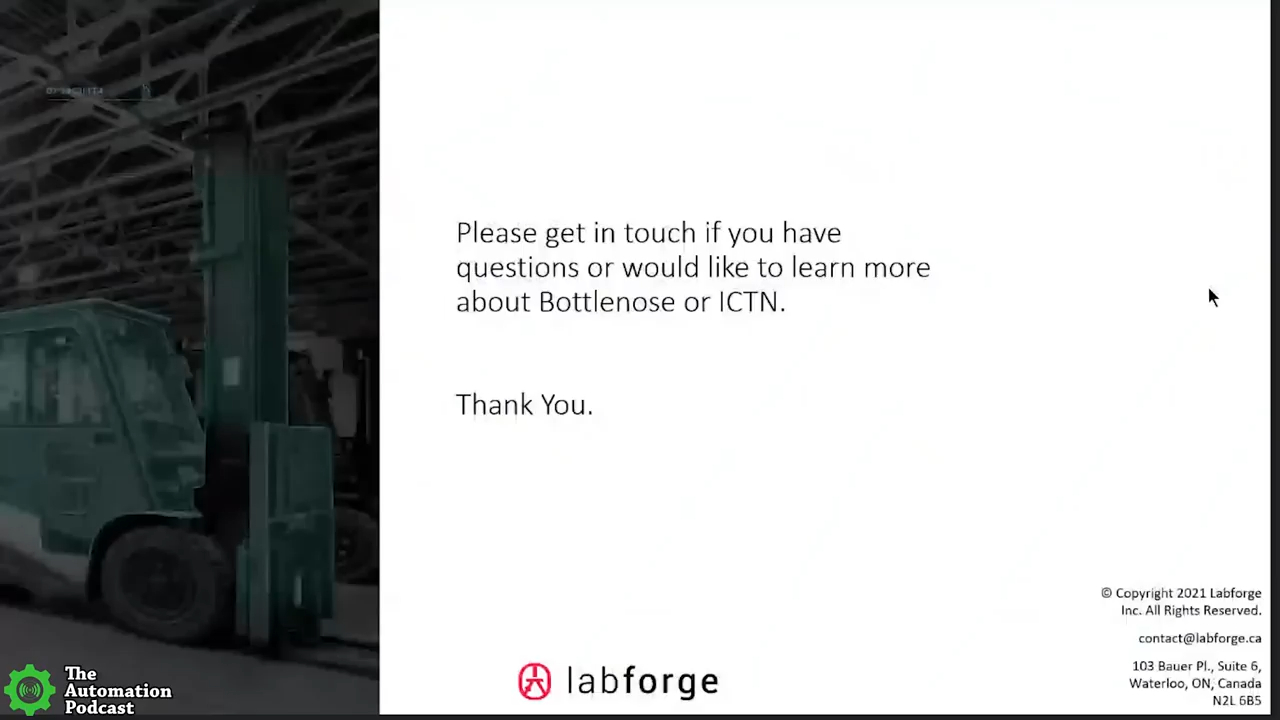 Please get in touch if you have
questions or would like to learn more
about Bottlenose or ICTN.
Thank You.
© Copyright 2021 Labforge
Inc. All Rights Reserved.
contact@labforge.ca
103 Bauer Pl., Suite 6,
Waterloo, ON, Canada
N2L 6B5
labforge
The
Automation
Podcast